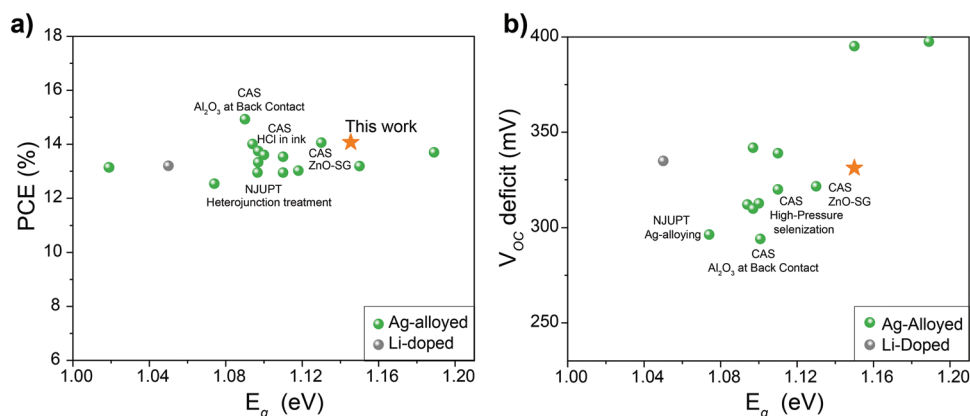 a)
PCE (%)
18
16
14
12
10
8
6
CAS
Al₂O₃ at Back Contact
CAS
HCl in ink
This work
CAS
ZnO-SG
NJUPT
Heterojunction treatment
Ag-alloyed
Li-doped
1.00 1.04 1.08 1.12 1.16 1.20
E_g (eV)
b)
V_OC deficit (mV)
400
350
300
250
CAS
ZnO-SG
CAS
High-Pressure
selenization
NJUPT
Ag-alloying
CAS
Al₂O₃ at Back Contact
Ag-Alloyed
Li-Doped
1.00 1.04 1.08 1.12 1.16 1.20
E_g (eV)